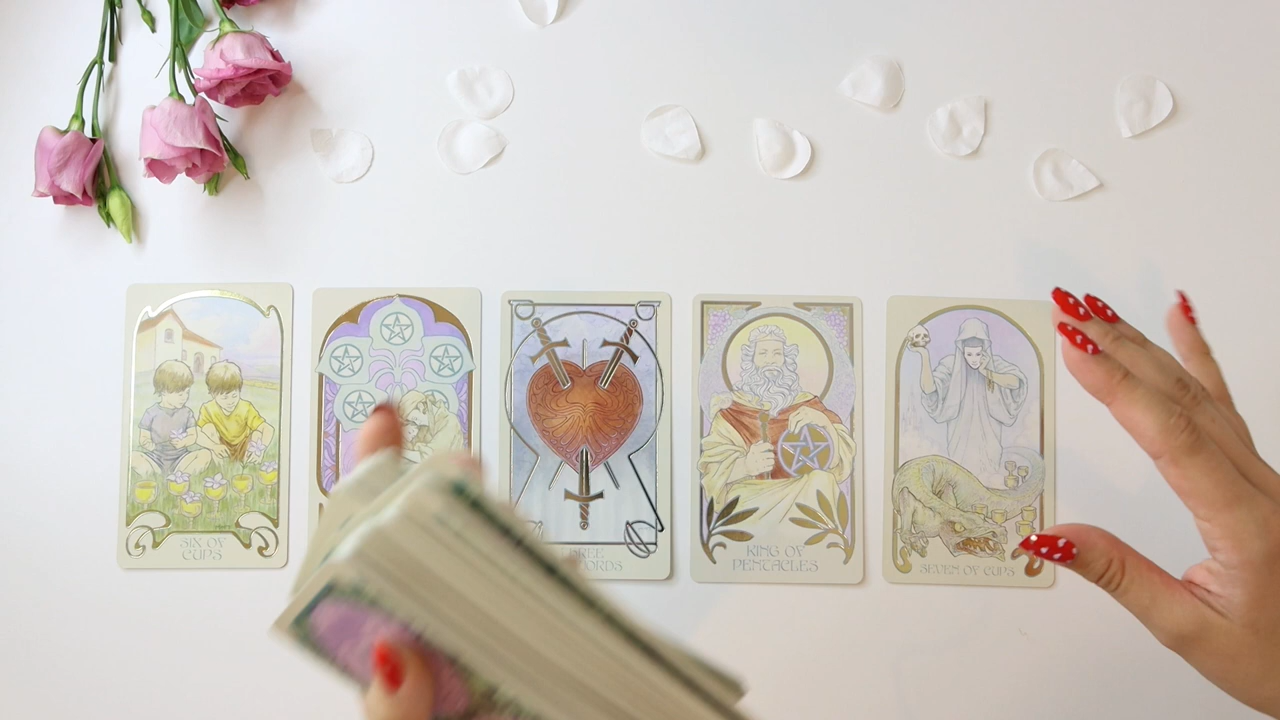 SIX OF
CUPS
KING OF
PENTACLES
SEVEN OF CUPS